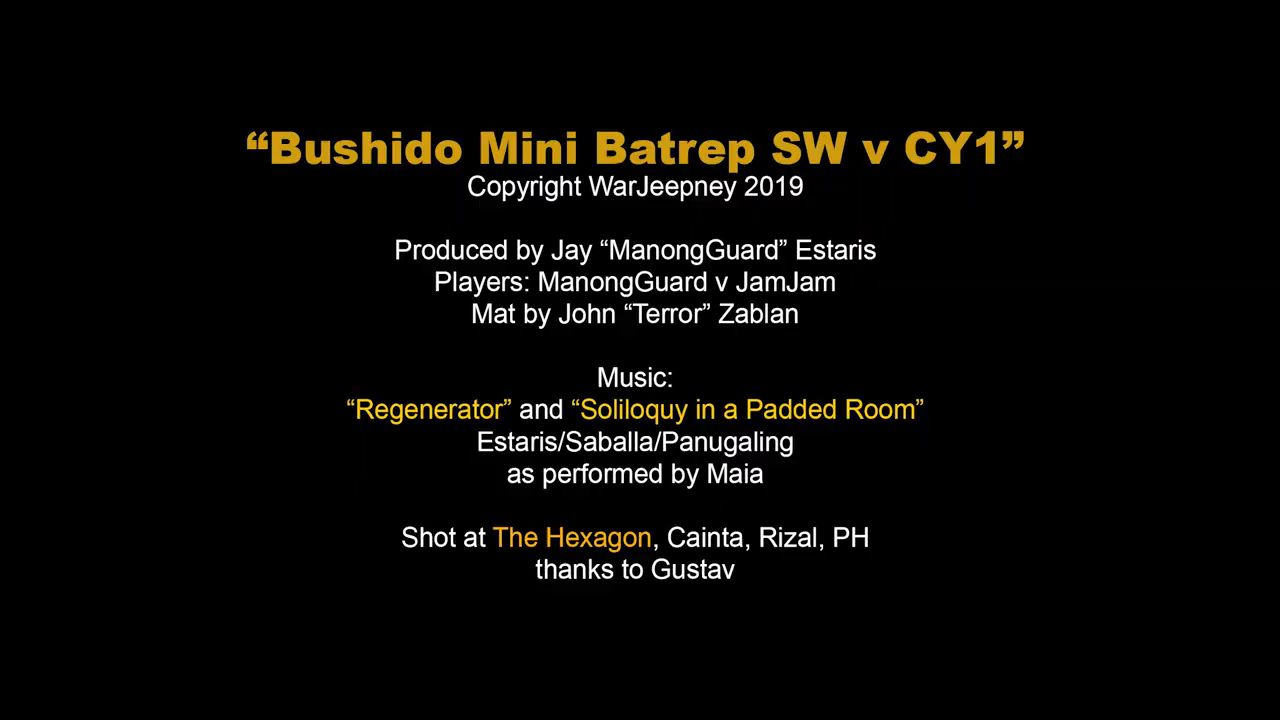 “Bushido Mini Batrep SW v CY1”
Copyright WarJeepney 2019
Produced by Jay “ManongGuard” Estaris
Players: ManongGuard v JamJam
Mat by John “Terror” Zablan
Music:
“Regenerator” and “Soliloquy in a Padded Room”
Estaris/Saballa/Panugaling
as performed by Maia
Shot at The Hexagon, Cainta, Rizal, PH
thanks to Gustav